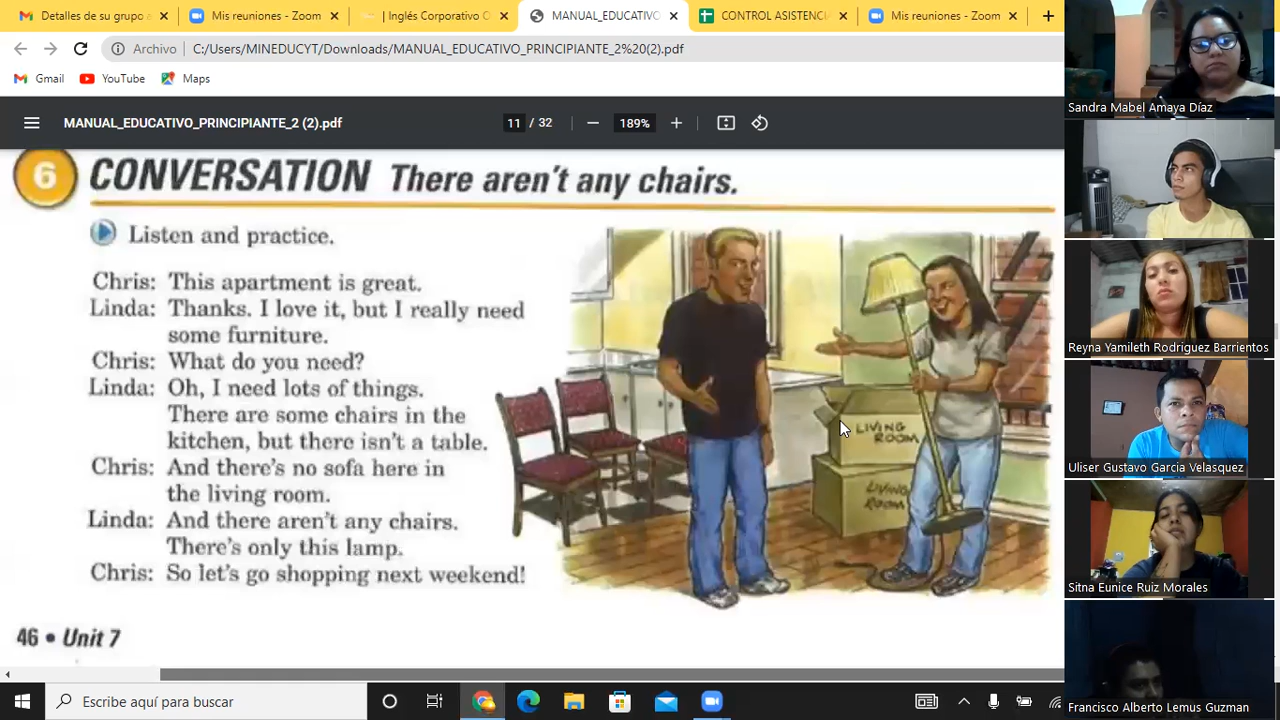 Detalles de su grupo
Mis reuniones - Zoom
Inglés Corporativo
MANUAL_EDUCATIVO
CONTROL ASISTENCIA
Mis reuniones - Zoom
Archivo
C:/Users/MINEDUCYT/Downloads/MANUAL_EDUCATIVO_PRINCIPIANTE_2%20(2).pdf
Gmail
YouTube
Maps
MANUAL_EDUCATIVO_PRINCIPIANTE_2 (2).pdf
11 / 32
189%
6 CONVERSATION There aren't any chairs.
Listen and practice.
Chris: This apartment is great.
Linda: Thanks. I love it, but I really need
some furniture.
Chris: What do you need?
Linda: Oh, I need lots of things.
There are some chairs in the
kitchen, but there isn't a table.
Chris: And there's no sofa here in
the living room.
Linda: And there aren't any chairs.
There's only this lamp.
Chris: So let's go shopping next weekend!
LIVING
ROOM
LIVING
ROOM
46 • Unit 7
Escribe aquí para buscar
Sandra Mabel Amaya Díaz
Reyna Yamileth Rodriguez Barrientos
Uliser Gustavo Garcia Velasquez
Sitna Eunice Ruiz Morales
Francisco Alberto Lemus Guzman